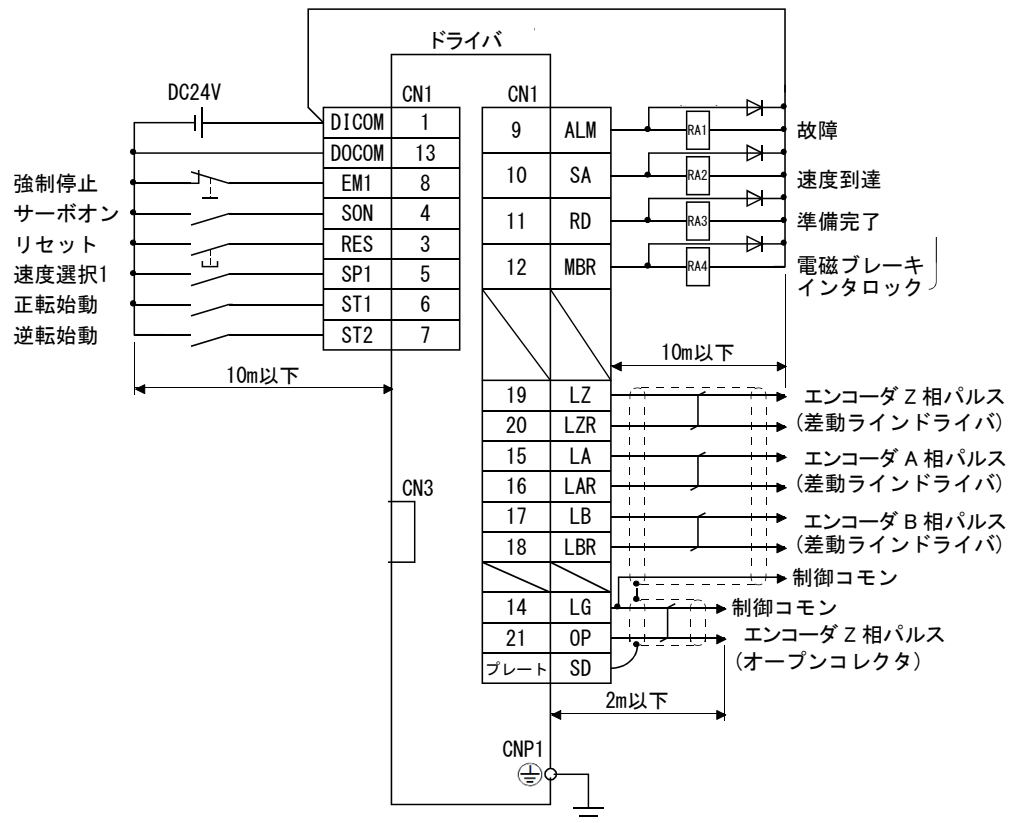 ドライバ
DC24V
CN1
CN1
DICOM 1
DOCOM 13
強制停止 EM1 8
サーボオン SON 4
リセット RES 3
速度選択1 SP1 5
正転始動 ST1 6
逆転始動 ST2 7
10m以下
9 ALM RA1 故障
10 SA RA2 速度到達
11 RD RA3 準備完了
12 MBR RA4 電磁ブレーキ
インタロック
10m以下
19 LZ エンコーダ Z 相パルス
20 LZR (差動ラインドライバ)
15 LA エンコーダ A 相パルス
16 LAR (差動ラインドライバ)
17 LB エンコーダ B 相パルス
18 LBR (差動ラインドライバ)
制御コモン
14 LG 制御コモン
21 OP エンコーダ Z 相パルス
(オープンコレクタ)
プレート SD
2m以下
CN3
CNP1